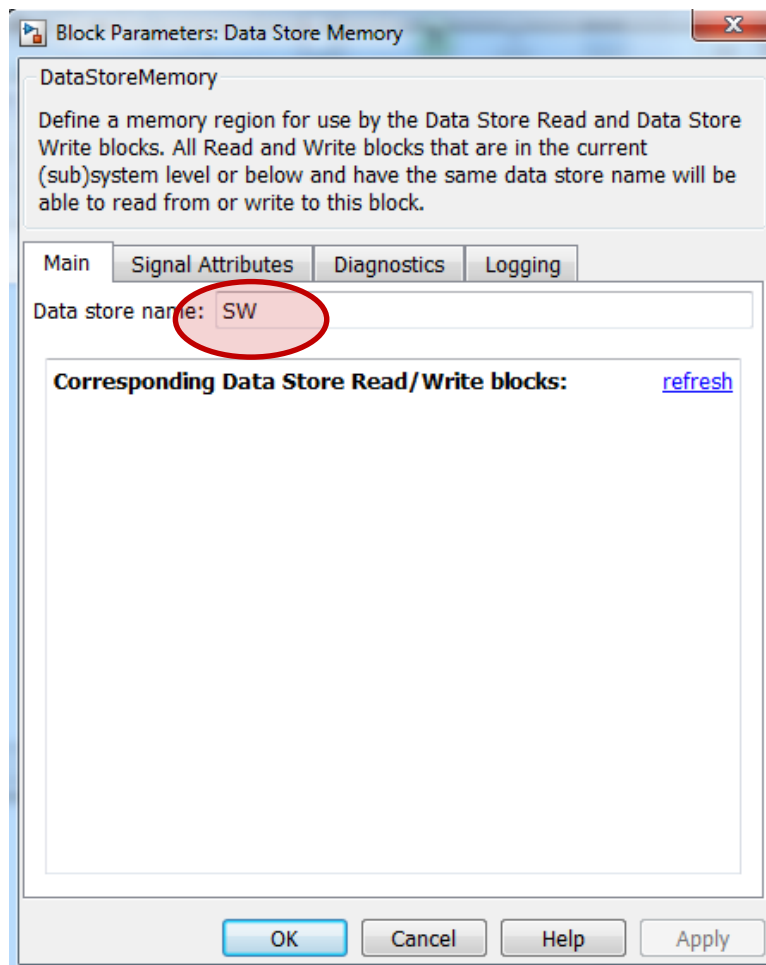 Block Parameters: Data Store Memory
DataStoreMemory
Define a memory region for use by the Data Store Read and Data Store
Write blocks. All Read and Write blocks that are in the current
(sub)system level or below and have the same data store name will be
able to read from or write to this block.
Main Signal Attributes Diagnostics Logging
Data store name: SW
Corresponding Data Store Read/Write blocks: refresh
OK Cancel Help Apply